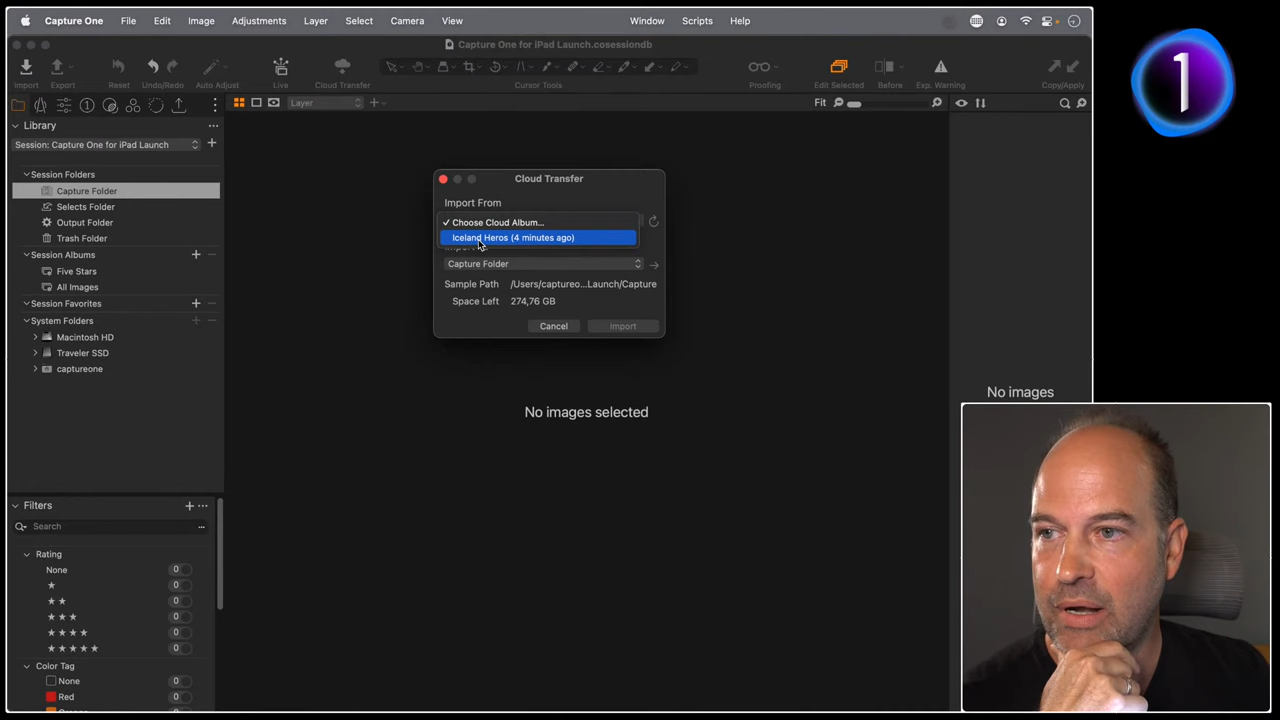 Capture One File Edit Image Adjustments Layer Select Camera View Window Scripts Help
Capture One for iPad Launch.cosessiondb
Import Export Reset Undo/Redo Auto Adjust Live Cloud Transfer Cursor Tools Proofing Edit Selected Before Exp. Warning Copy/Apply
Layer
Fit
Library
Session: Capture One for iPad Launch
Session Folders
Capture Folder
Selects Folder
Output Folder
Trash Folder
Session Albums
Five Stars
All Images
Session Favorites
System Folders
Macintosh HD
Traveler SSD
captureone
Filters
Search
Rating
None 0
0
0
0
0
0
Color Tag
None 0
Red 0
Cloud Transfer
Import From
✓ Choose Cloud Album...
Iceland Heros (4 minutes ago)
Capture Folder
Sample Path /Users/captureo...Launch/Capture
Space Left 274,76 GB
Cancel Import
No images selected
No images
1